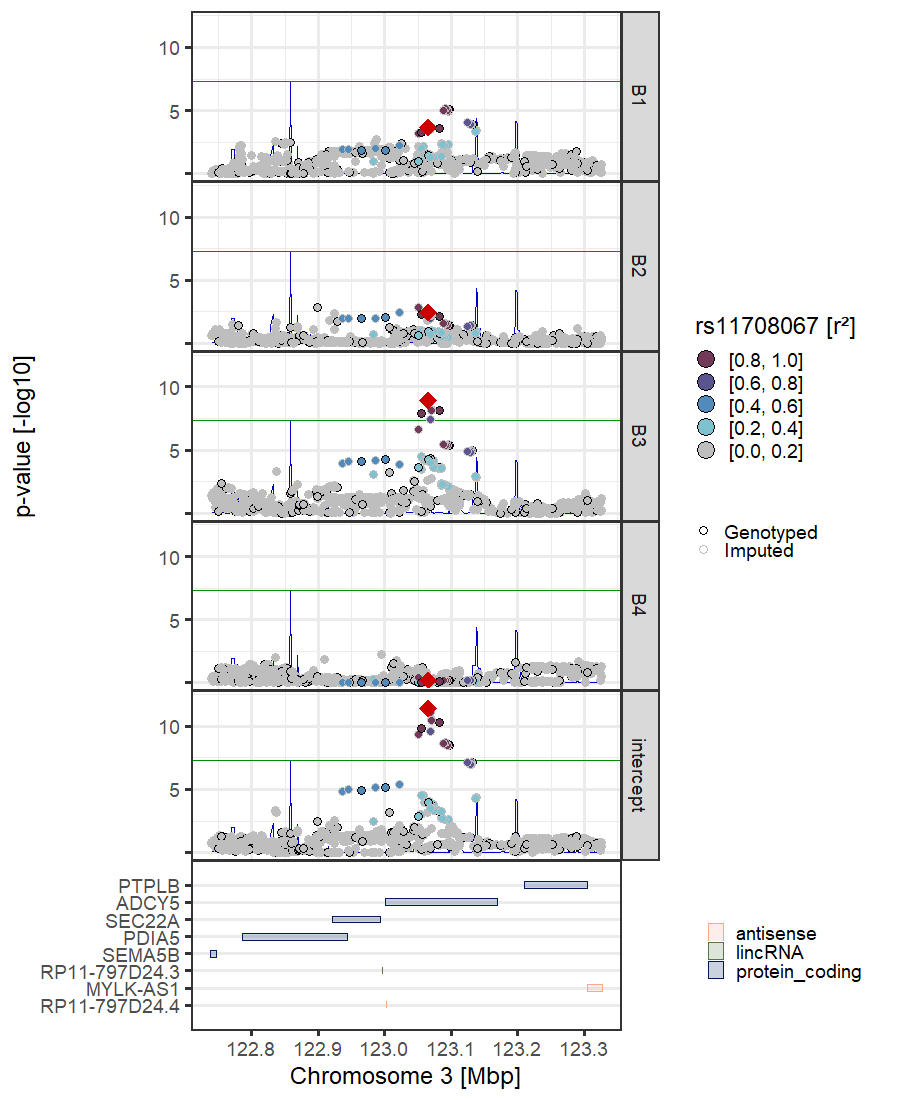 p-value [-log10]
10
5
B1
10
5
B2
10
5
B3
10
5
B4
10
5
intercept
rs11708067 [r²]
[0.8, 1.0]
[0.6, 0.8]
[0.4, 0.6]
[0.2, 0.4]
[0.0, 0.2]
Genotyped
Imputed
PTPLB
ADCY5
SEC22A
PDIA5
SEMA5B
RP11-797D24.3
MYLK-AS1
RP11-797D24.4
antisense
lincRNA
protein_coding
122.8 122.9 123.0 123.1 123.2 123.3
Chromosome 3 [Mbp]